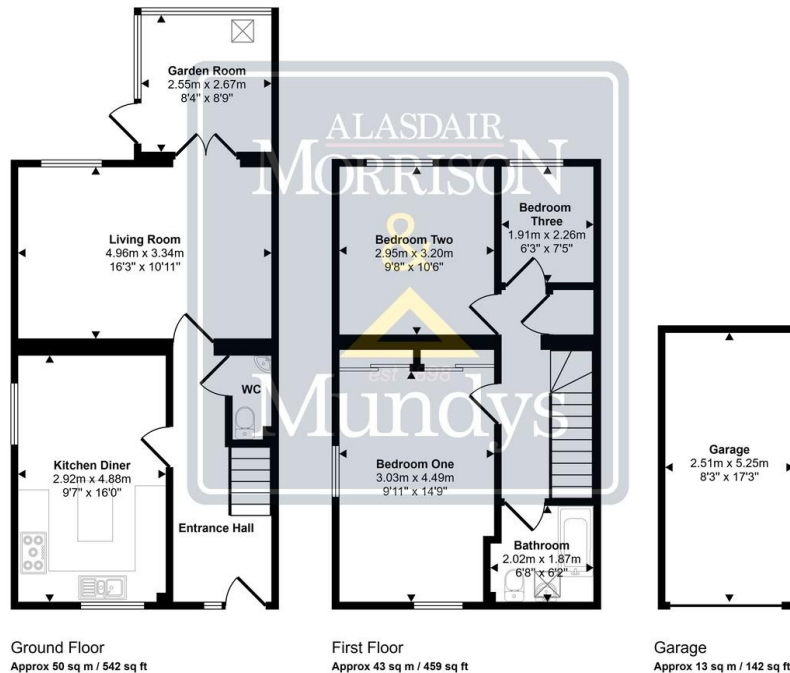 Garden Room
2.55m x 2.67m
8'4" x 8'9"
Living Room
4.96m x 3.34m
16'3" x 10'11"
Kitchen Diner
2.92m x 4.88m
9'7" x 16'0"
WC
Entrance Hall
Bedroom Two
2.95m x 3.20m
9'8" x 10'6"
Bedroom
Three
1.91m x 2.26m
6'3" x 7'5"
Bedroom One
3.03m x 4.49m
9'11" x 14'9"
Bathroom
2.02m x 1.87m
6'8" x 6'2"
Garage
2.51m x 5.25m
8'3" x 17'3"
ALASDAIR
MORRISON
&
est
Mundys
Ground Floor
Approx 50 sq m / 542 sq ft
First Floor
Approx 43 sq m / 459 sq ft
Garage
Approx 13 sq m / 142 sq ft